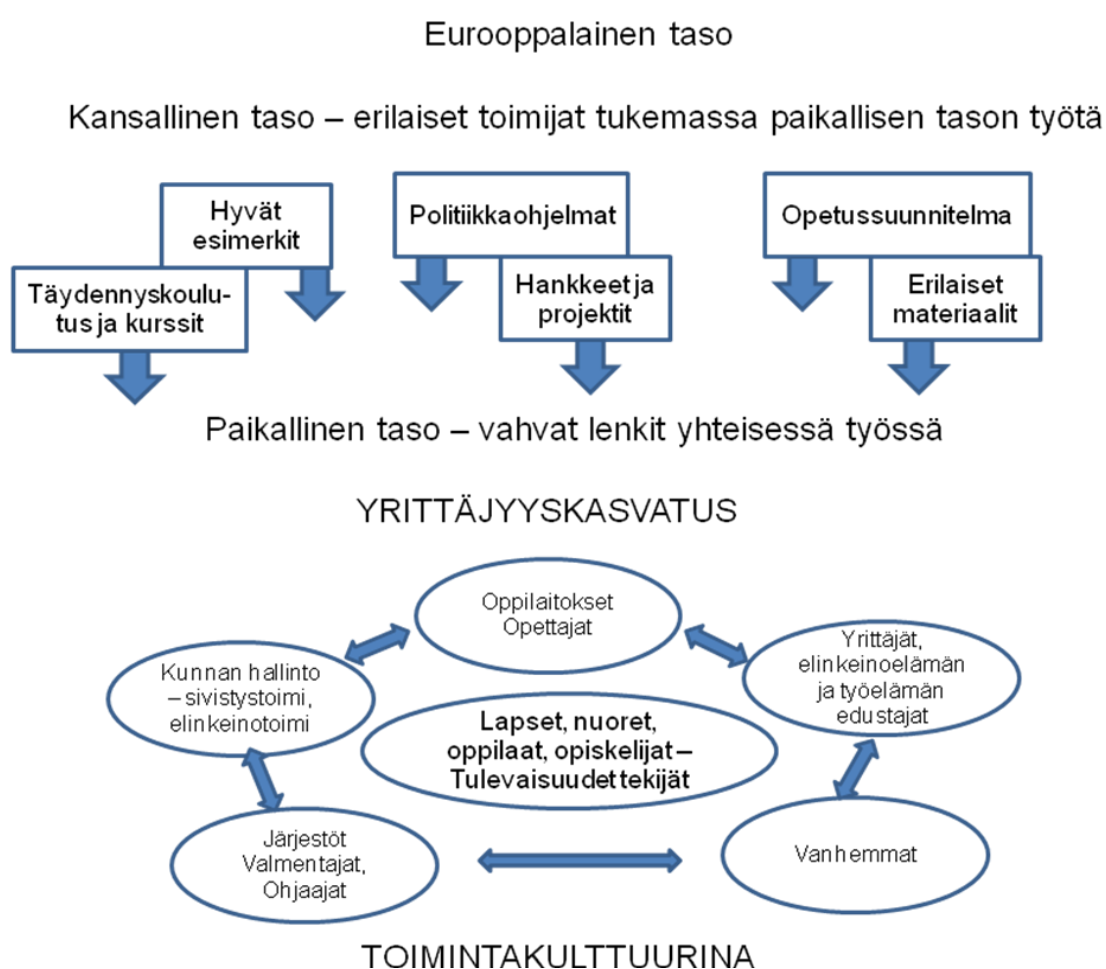 Eurooppalainen taso
Kansallinen taso – erilaiset toimijat tukemassa paikallisen tason työtä
Hyvät
esimerkit
Täydennyskoulu-
tus ja kurssit
Politiikkaohjelmat
Hankkeet ja
projektit
Opetussuunnitelma
Erilaiset
materiaalit
Paikallinen taso – vahvat lenkit yhteisessä työssä
YRITTÄJYYSKASVATUS
Oppilaitokset
Opettajat
Kunnan hallinto
– sivistystoimi,
elinkeinotoimi
Yrittäjät,
elinkeinoelämän
ja työelämän
edustajat
Lapset, nuoret,
oppilaat, opiskelijat –
Tulevaisuudettekijät
Järjestöt
Valmentajat,
Ohjaajat
Vanhemmat
TOIMINTAKULTTUURINA